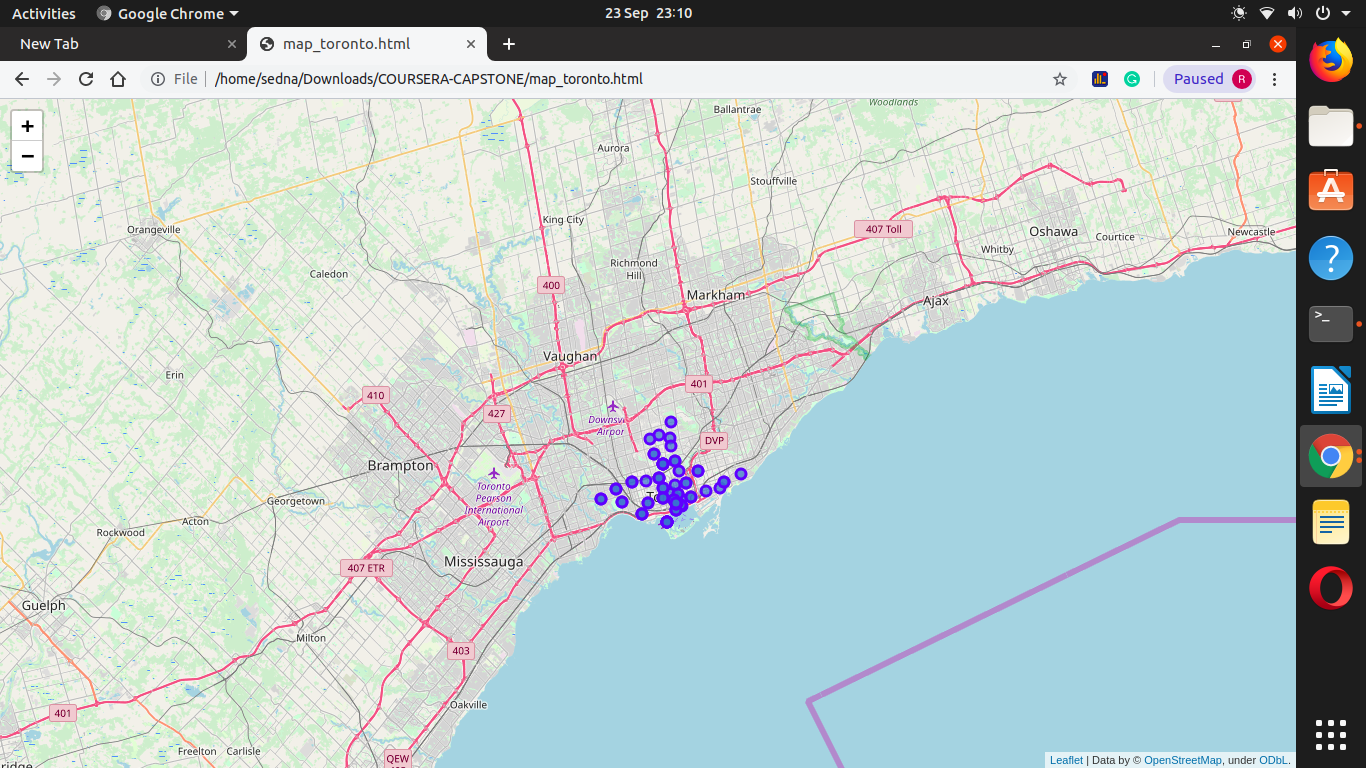 Activities
Google Chrome
23 Sep 23:10
New Tab
map_toronto.html
File
/home/sedna/Downloads/COURSERA-CAPSTONE/map_toronto.html
Paused
R
+
−
Ballantrae
Woodlands
Aurora
Stouffville
King City
Orangeville
407 Toll
Oshawa
Courtice
Newcastle
Whitby
Richmond
Hill
Caledon
400
Markham
Ajax
Vaughan
Erin
401
410
427
Downsv
Airpor
DVP
Brampton
Toronto
Pearson
International
Airport
To
Georgetown
Acton
Rockwood
Mississauga
407 ETR
Guelph
Milton
403
Oakville
401
Freelton
Carlisle
QEW
ridge
Leaflet | Data by © OpenStreetMap, under ODbL.